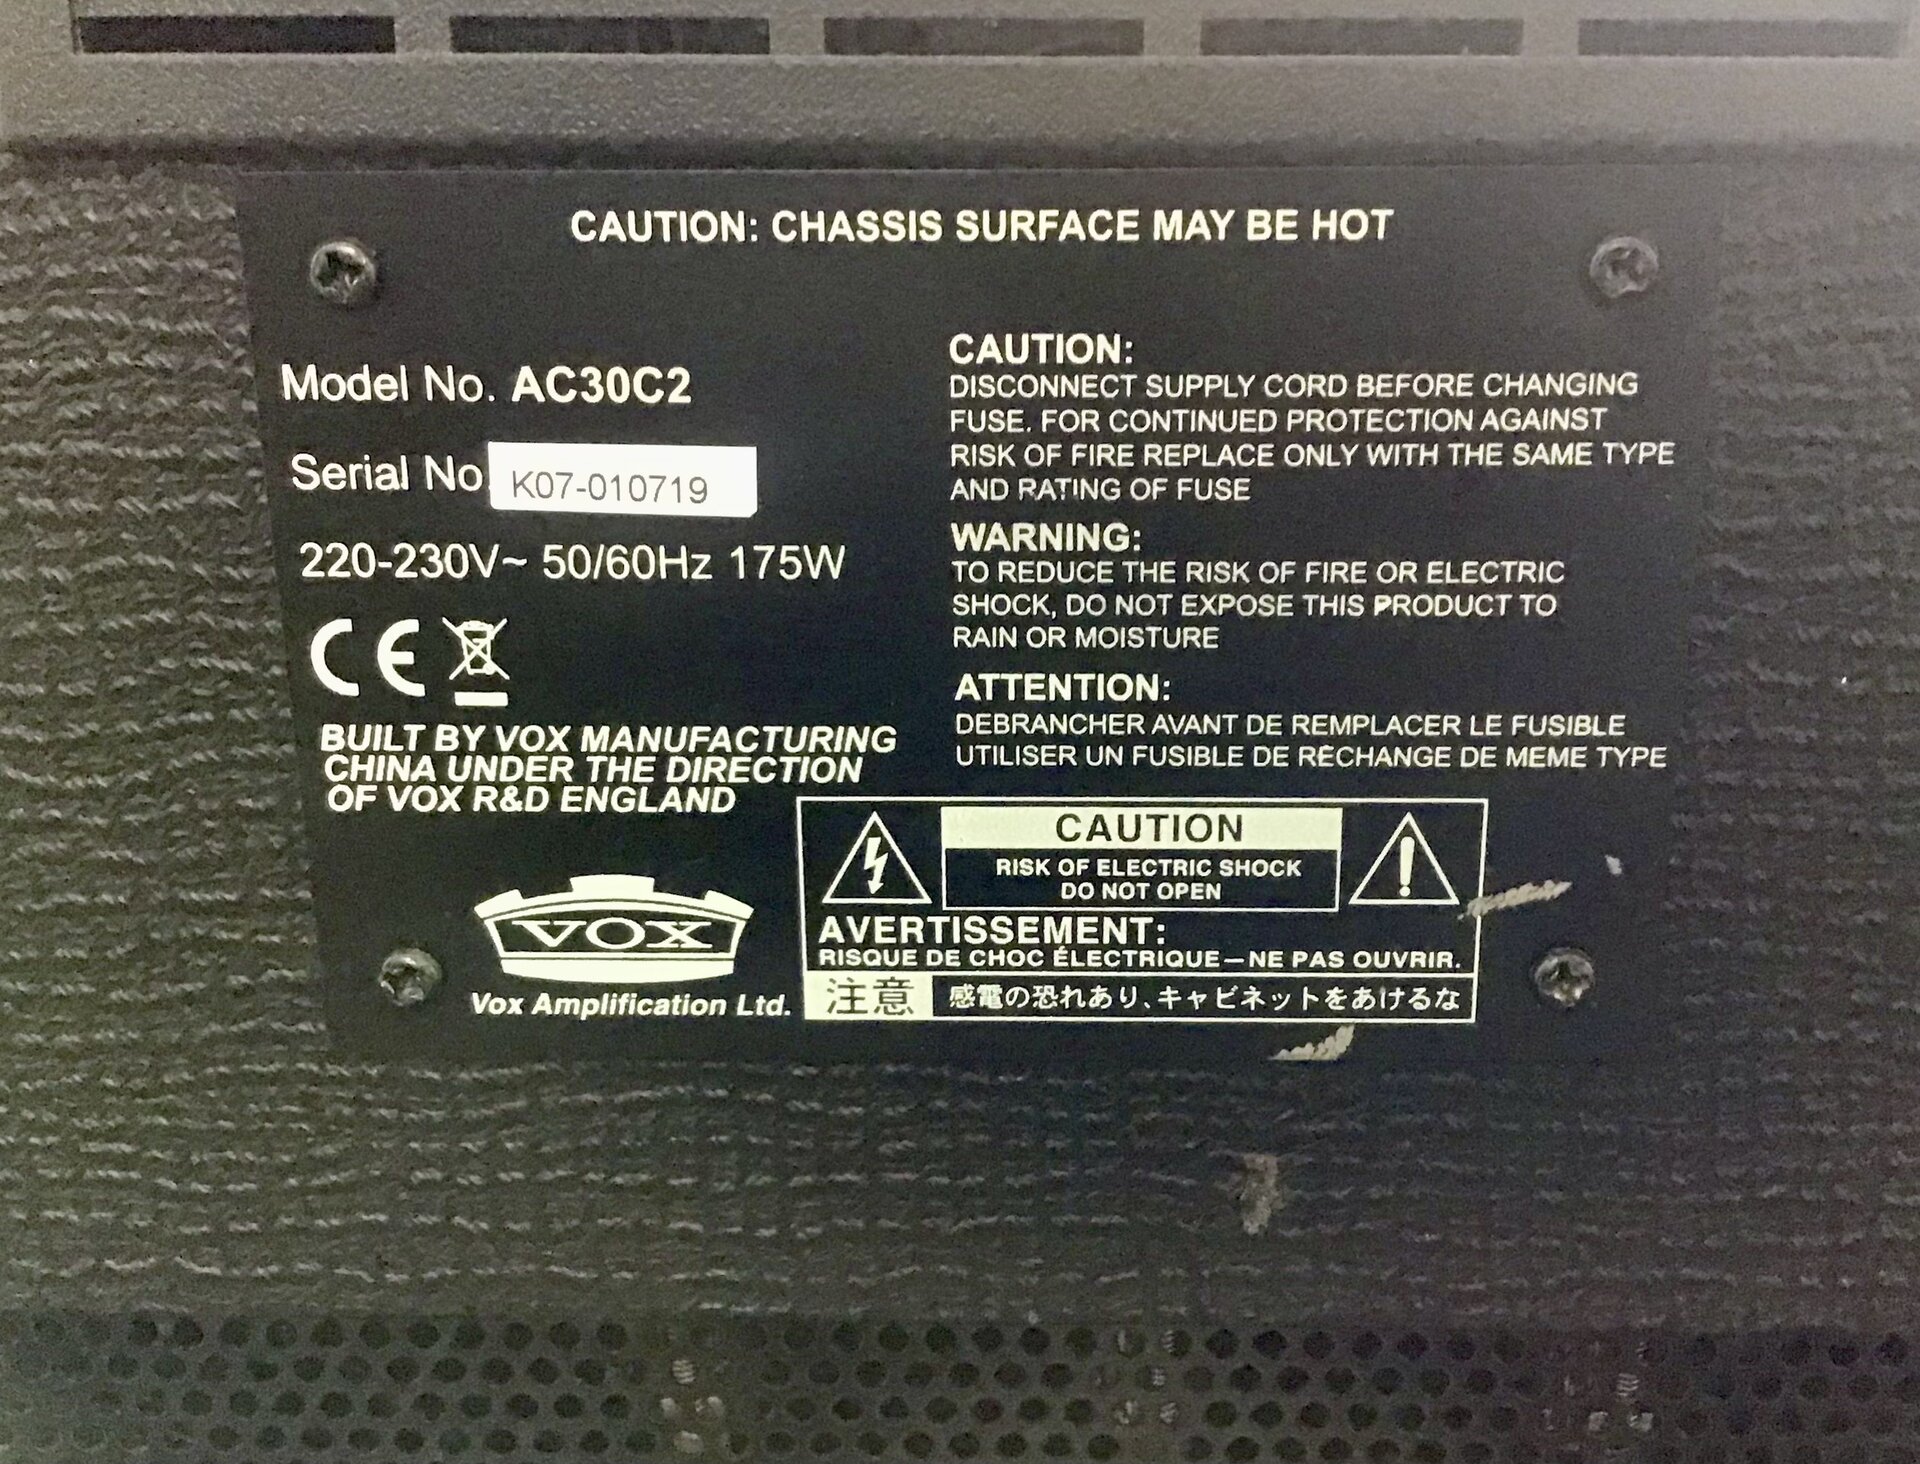 CAUTION: CHASSIS SURFACE MAY BE HOT
Model No. AC30C2
Serial No
K07-010719
220-230V~ 50/60Hz 175W
CE
BUILT BY VOX MANUFACTURING
CHINA UNDER THE DIRECTION
OF VOX R&D ENGLAND
VOX
Vox Amplification Ltd.
CAUTION:
DISCONNECT SUPPLY CORD BEFORE CHANGING
FUSE. FOR CONTINUED PROTECTION AGAINST
RISK OF FIRE REPLACE ONLY WITH THE SAME TYPE
AND RATING OF FUSE
WARNING:
TO REDUCE THE RISK OF FIRE OR ELECTRIC
SHOCK, DO NOT EXPOSE THIS PRODUCT TO
RAIN OR MOISTURE
ATTENTION:
DEBRANCHER AVANT DE REMPLACER LE FUSIBLE
UTILISER UN FUSIBLE DE RECHANGE DE MEME TYPE
CAUTION
RISK OF ELECTRIC SHOCK
DO NOT OPEN
AVERTISSEMENT:
RISQUE DE CHOC ÉLECTRIQUE—NE PAS OUVRIR.
注意 感電の恐れあり、キャビネットをあけるな